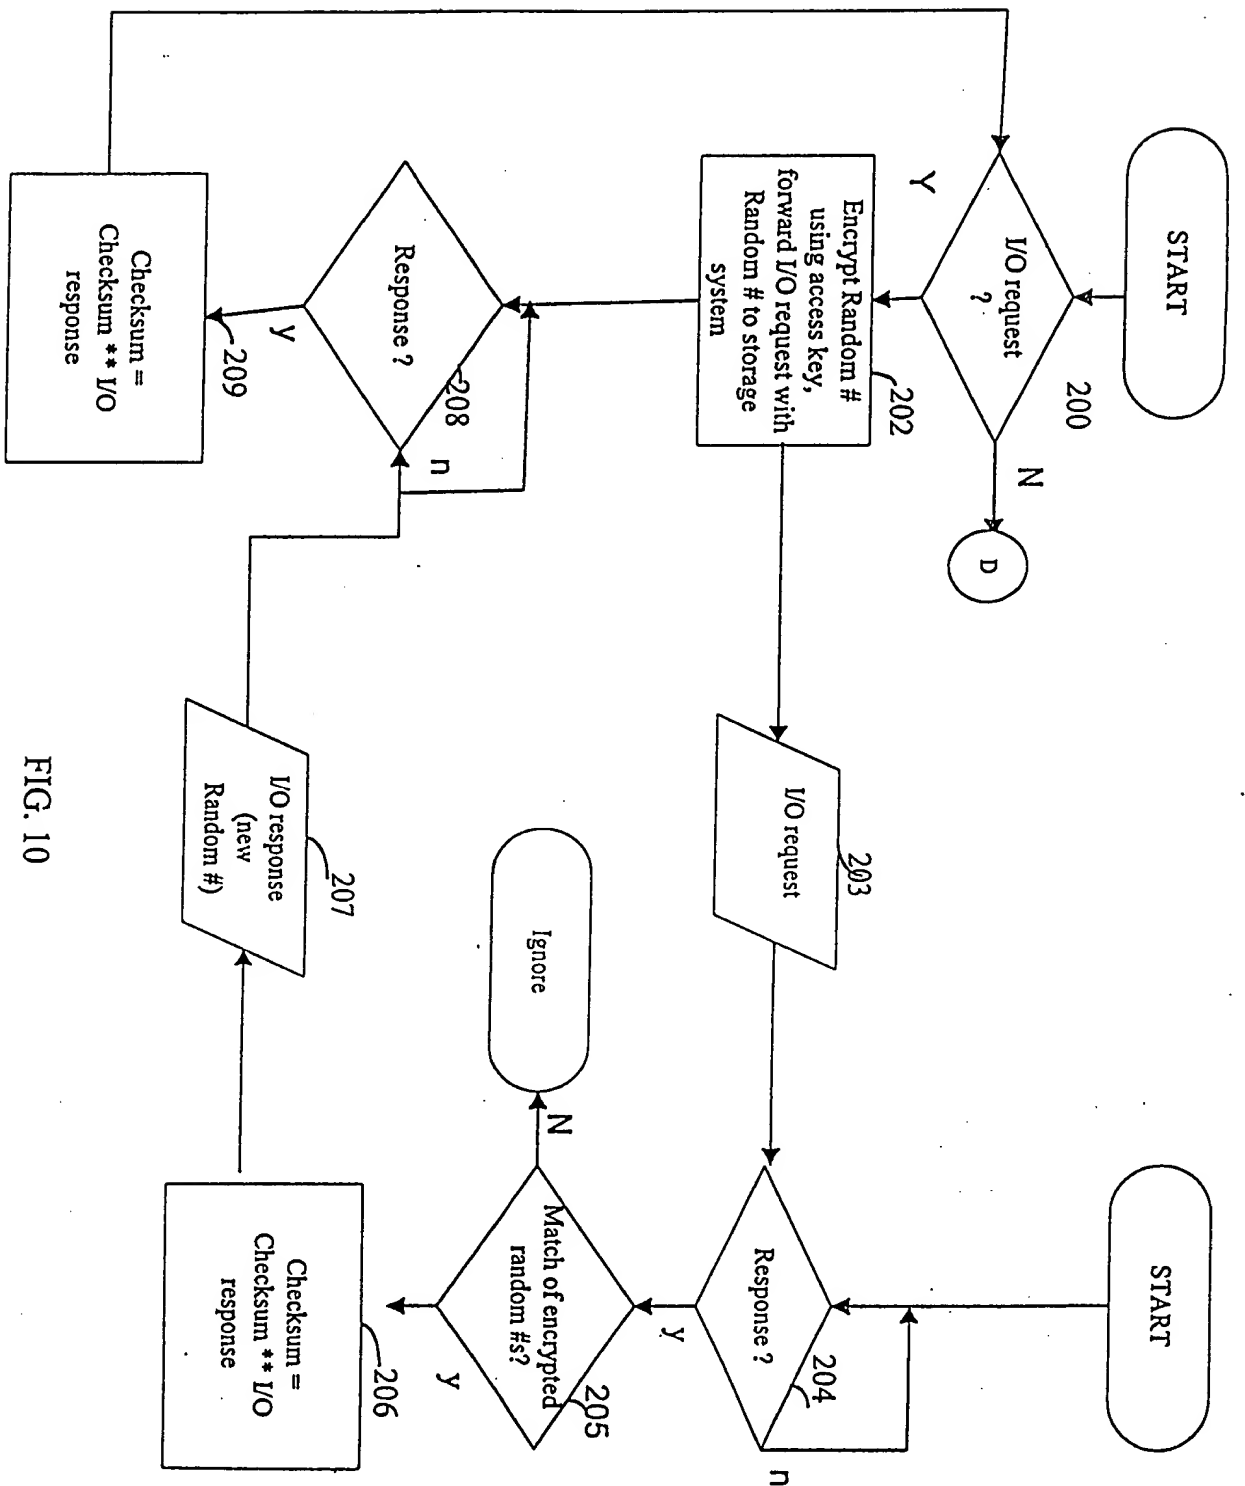 START
I/O request
?
200
N
D
Y
Encrypt Random #
using access key,
forward I/O request with
Random # to storage
system
202
Response ?
208
n
y
209
Checksum =
Checksum ** I/O
response
I/O request
203
I/O response
(new
Random #)
207
START
Response ?
204
n
y
Match of encrypted
random #s?
205
N
Ignore
y
Checksum =
Checksum ** I/O
response
206
FIG. 10